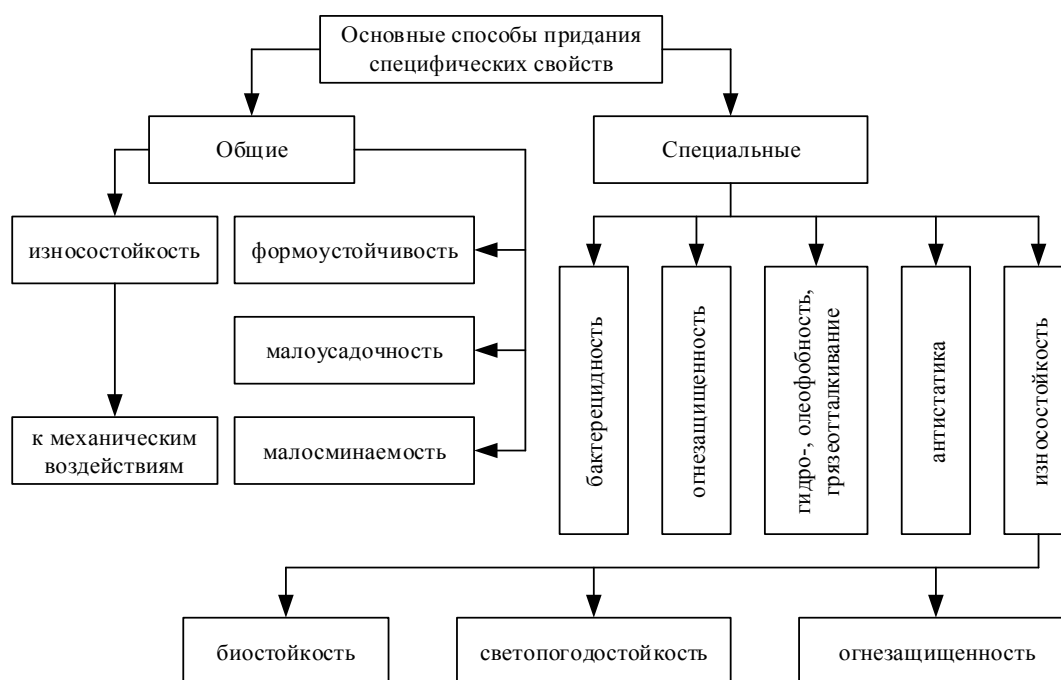 Основные способы придания
специфических свойств
Общие
Специальные
износостойкость
формоустойчивость
малоусадочность
к механическим
воздействиям
малосминаемость
бактерецидность
огнезащищенность
гидро-, олеофобность,
грязеотталкивание
антистатика
износостойкость
биостойкость
светопогодостойкость
огнезащищенность